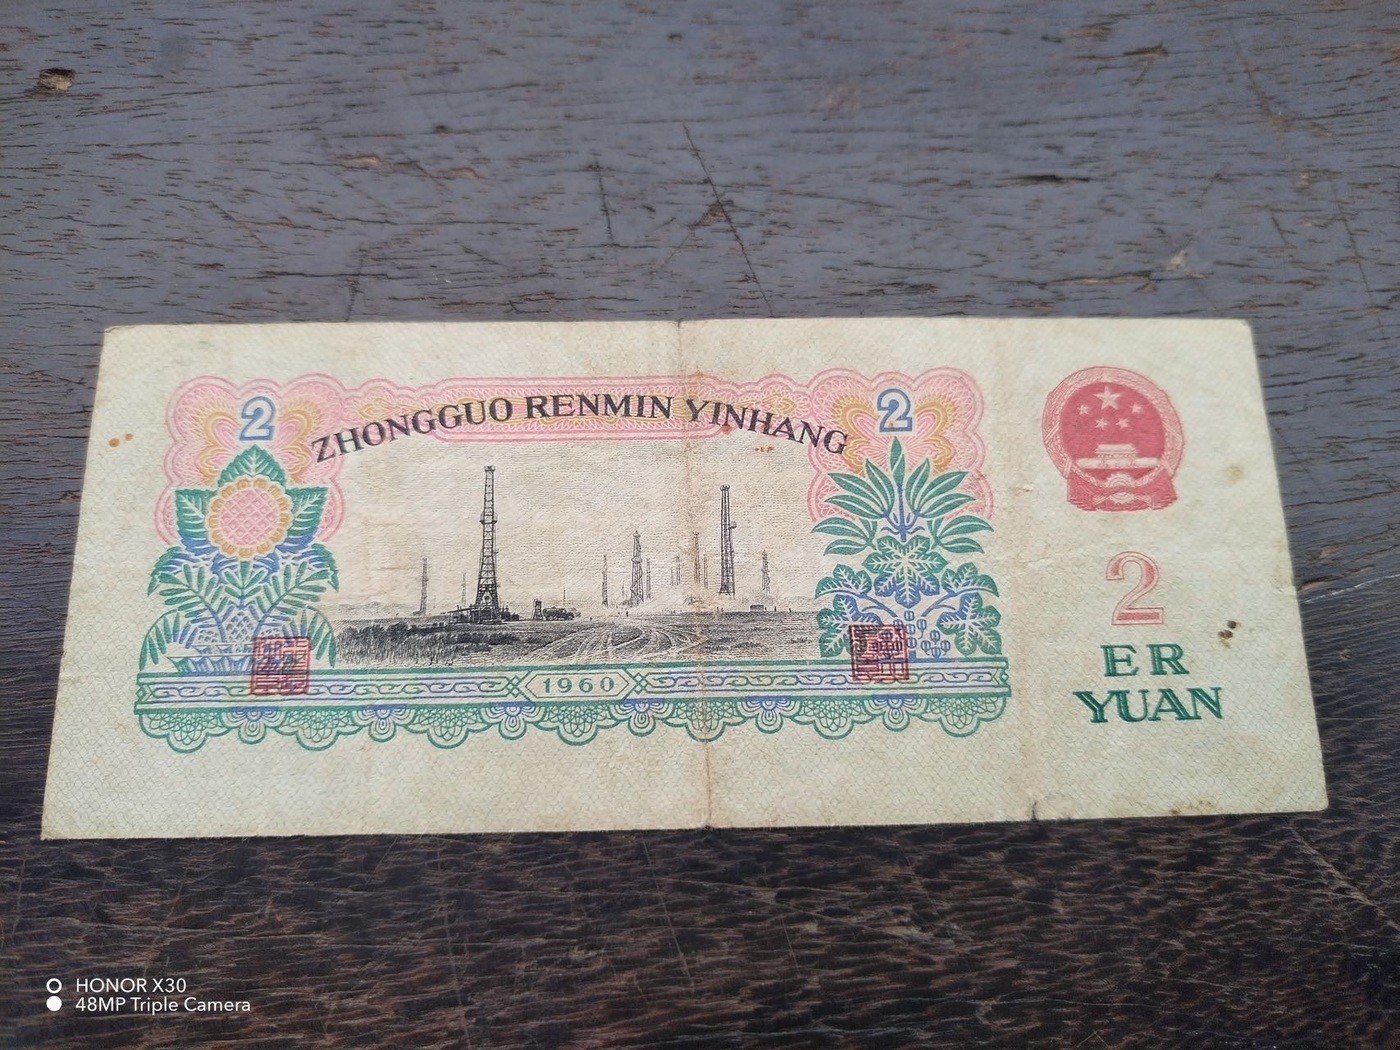 2
ZHONGGUO RENMIN YINHANG
2
1960
2
ER
YUAN
HONOR X30
48MP Triple Camera